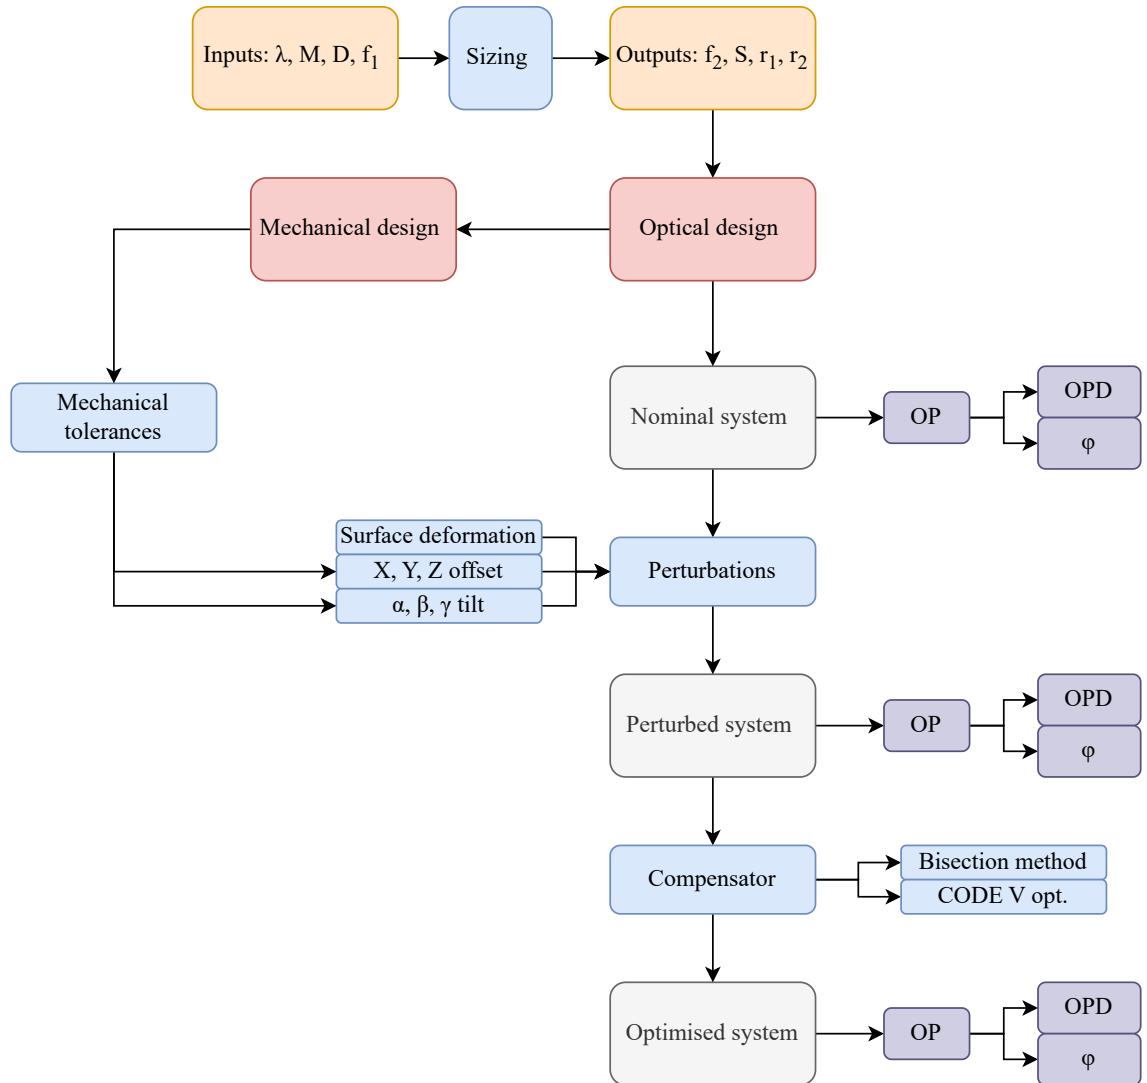 Inputs: λ, M, D, f₁
Sizing
Outputs: f₂, S, r₁, r₂
Mechanical design
Optical design
Mechanical
tolerances
Nominal system
OP
OPD
φ
Surface deformation
X, Y, Z offset
α, β, γ tilt
Perturbations
Perturbed system
OP
OPD
φ
Compensator
Bisection method
CODE V opt.
Optimised system
OP
OPD
φ